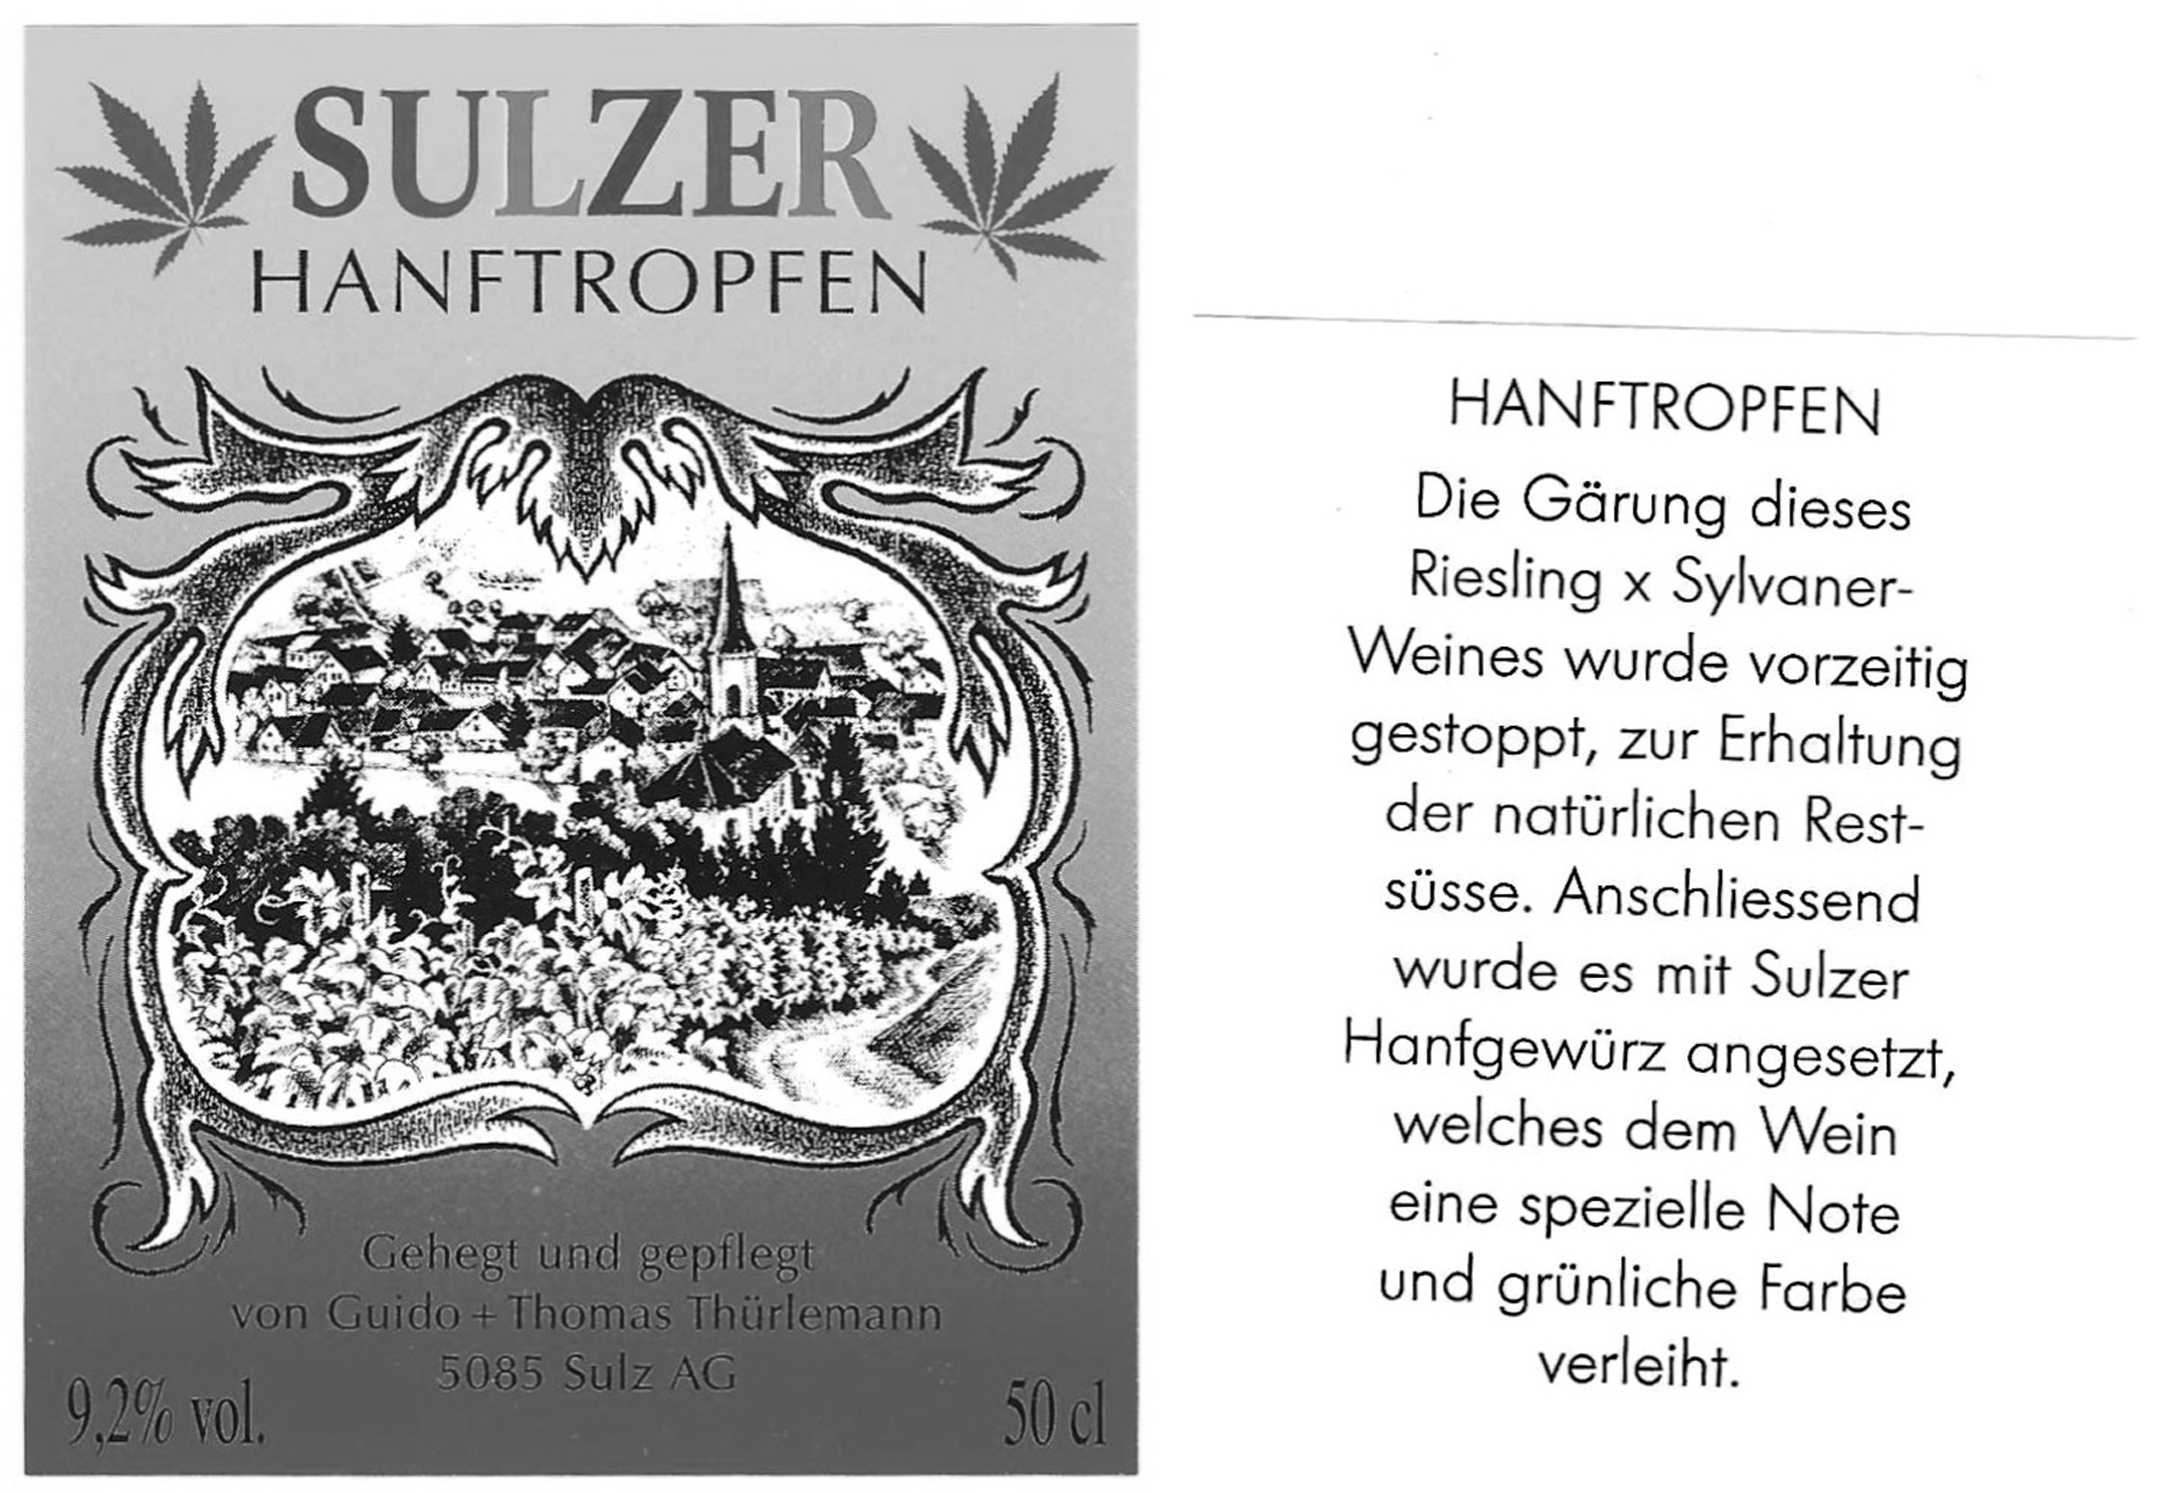 SULZER
HANFTROPFEN
Gehegt und gepflegt
von Guido + Thomas Thürlemann
5085 Sulz AG
9,2% vol.
50 cl
HANFTROPFEN
Die Gärung dieses
Riesling x Sylvaner-
Weines wurde vorzeitig
gestoppt, zur Erhaltung
der natürlichen Rest-
süsse. Anschliessend
wurde es mit Sulzer
Hanfgewürz angesetzt,
welches dem Wein
eine spezielle Note
und grünliche Farbe
verleiht.